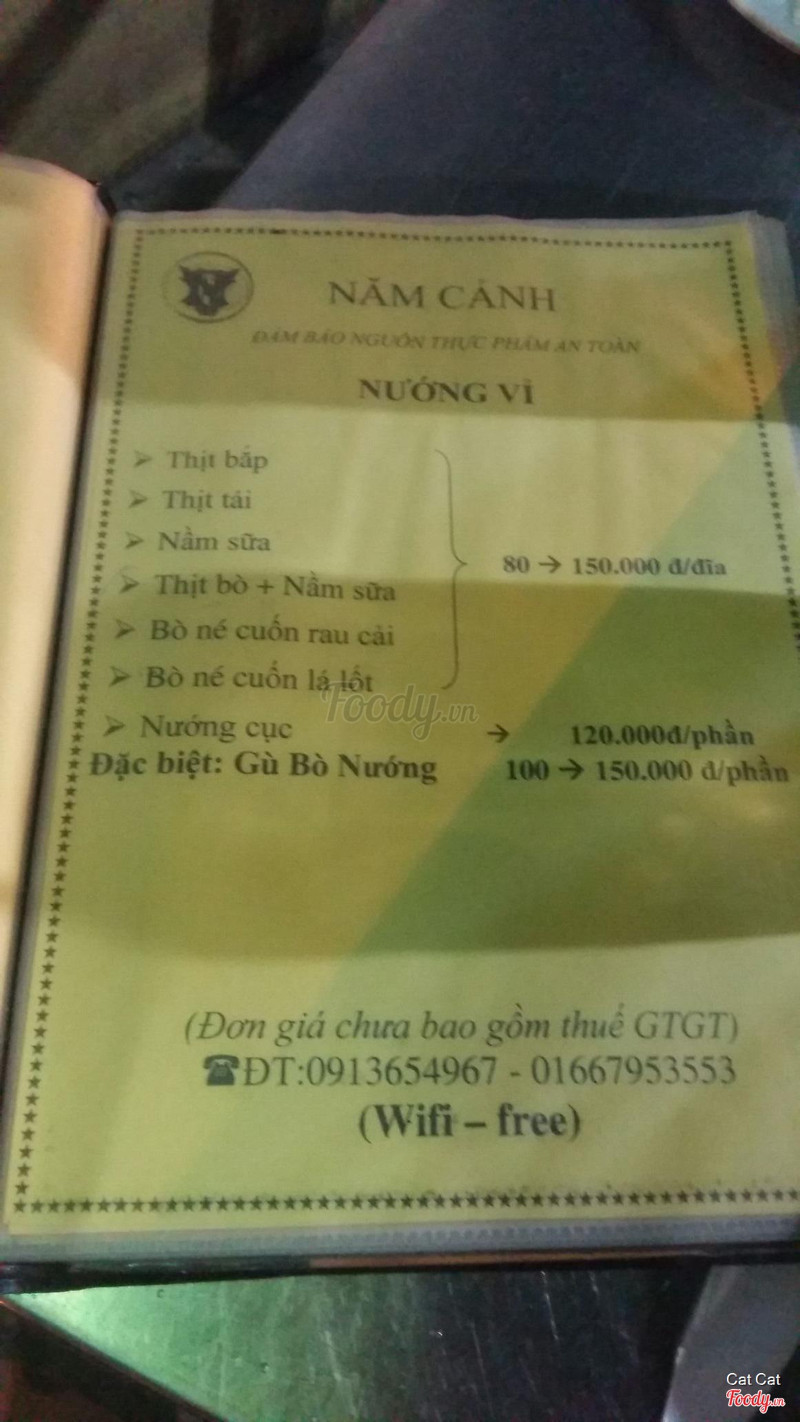 N
NĂM CẢNH
ĐẢM BẢO NGUỒN THỰC PHẨM AN TOÀN
NƯỚNG VỈ
➢ Thịt bắp
➢ Thịt tái
➢ Nầm sữa
➢ Thịt bò + Nầm sữa
➢ Bò né cuốn rau cải
➢ Bò né cuốn lá lốt
80 → 150.000 đ/đĩa
➢ Nướng cục → 120.000đ/phần
Đặc biệt: Gù Bò Nướng 100 → 150.000 đ/phần
Foody.vn
(Đơn giá chưa bao gồm thuế GTGT)
☎ĐT:0913654967 - 01667953553
(Wifi – free)
Cat Cat
Foody.vn